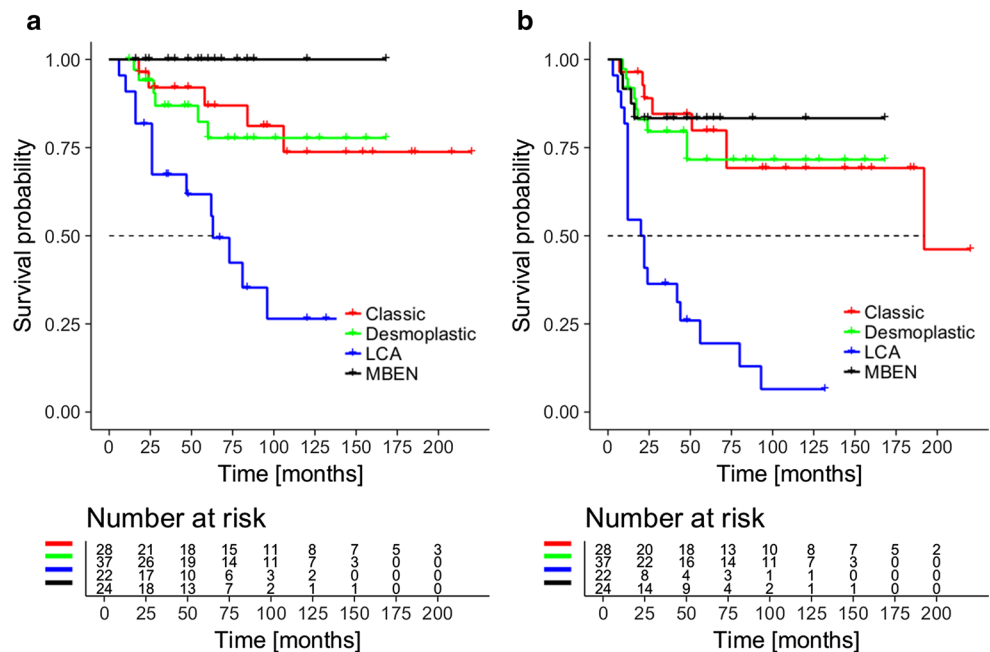 a
Survival probability
1.00
0.75
0.50
0.25
0.00
Classic
Desmoplastic
LCA
MBEN
0 25 50 75 100 125 150 175 200
Time [months]
Number at risk
28 21 18 15 11 8 7 5 3
37 26 19 14 11 7 3 0 0
22 17 10 6 3 2 0 0 0
24 18 13 7 2 1 1 0 0
0 25 50 75 100 125 150 175 200
Time [months]
b
Survival probability
1.00
0.75
0.50
0.25
0.00
Classic
Desmoplastic
LCA
MBEN
0 25 50 75 100 125 150 175 200
Time [months]
Number at risk
28 20 18 13 10 8 7 5 2
37 22 16 14 11 7 3 0 0
22 8 4 3 1 1 0 0 0
24 14 9 4 2 1 1 0 0
0 25 50 75 100 125 150 175 200
Time [months]